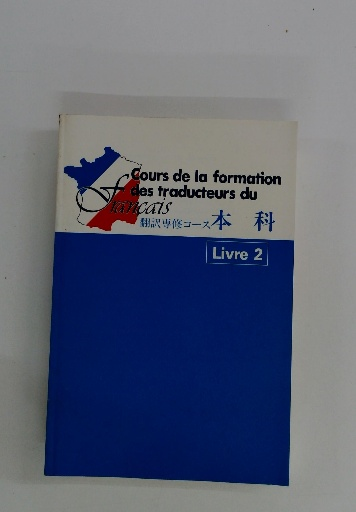 Cours de la formation
des traducteurs du
français
翻訳専修コース本科
Livre 2